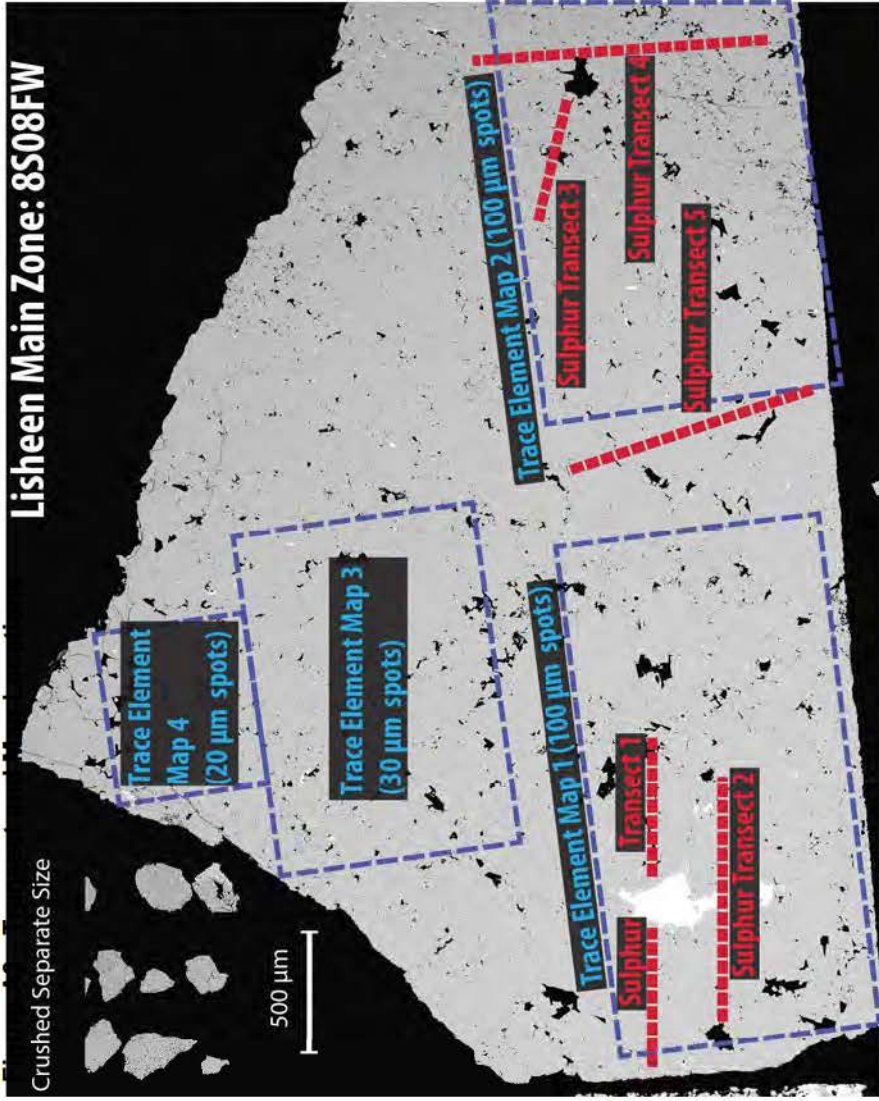 Lisheen Main Zone: 8S08FW
Crushed Separate Size
500 µm
Trace Element
Map 4
(20 µm spots)
Trace Element Map 3
(30 µm spots)
Trace Element Map 2 (100 µm spots)
Sulphur Transect 3
Sulphur Transect 4
Sulphur Transect 5
Trace Element Map 1 (100 µm spots)
Sulphur Transect 1
Sulphur Transect 2